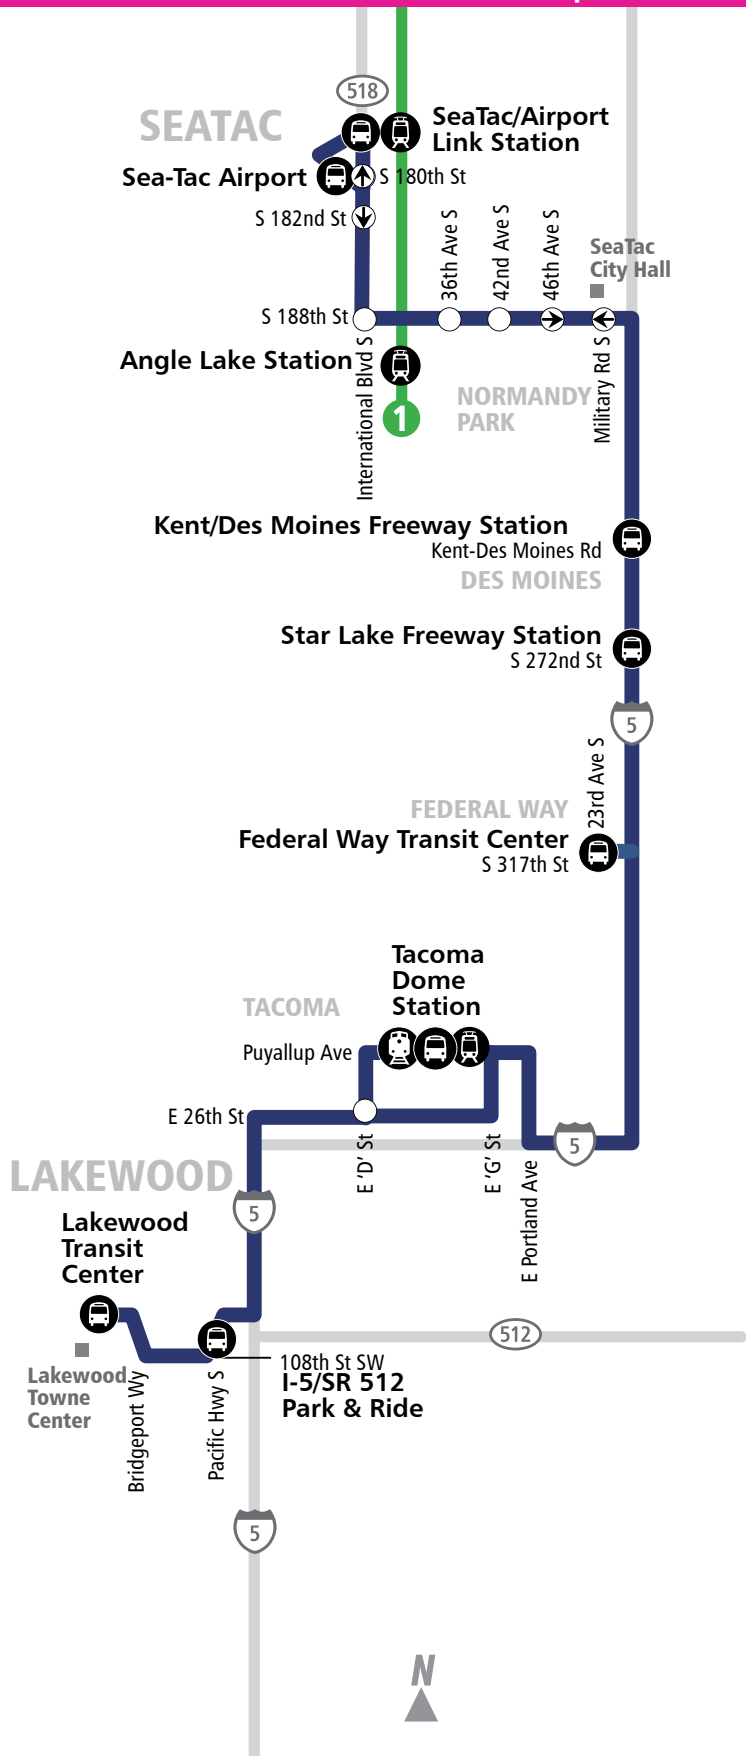 518
SEATAC
SeaTac/Airport
Link Station
Sea-Tac Airport
S 180th St
S 182nd St
36th Ave S
42nd Ave S
46th Ave S
SeaTac
City Hall
S 188th St
Angle Lake Station
International Blvd S
1
NORMANDY
PARK
Military Rd S
Kent/Des Moines Freeway Station
Kent-Des Moines Rd
DES MOINES
Star Lake Freeway Station
S 272nd St
5
23rd Ave S
FEDERAL WAY
Federal Way Transit Center
S 317th St
Tacoma
Dome
Station
TACOMA
Puyallup Ave
E 26th St
E ‘D’ St
E ‘G’ St
E Portland Ave
5
LAKEWOOD
5
Lakewood
Transit
Center
512
108th St SW
I-5/SR 512
Park & Ride
Lakewood
Towne
Center
Bridgeport Wy
Pacific Hwy S
5
N